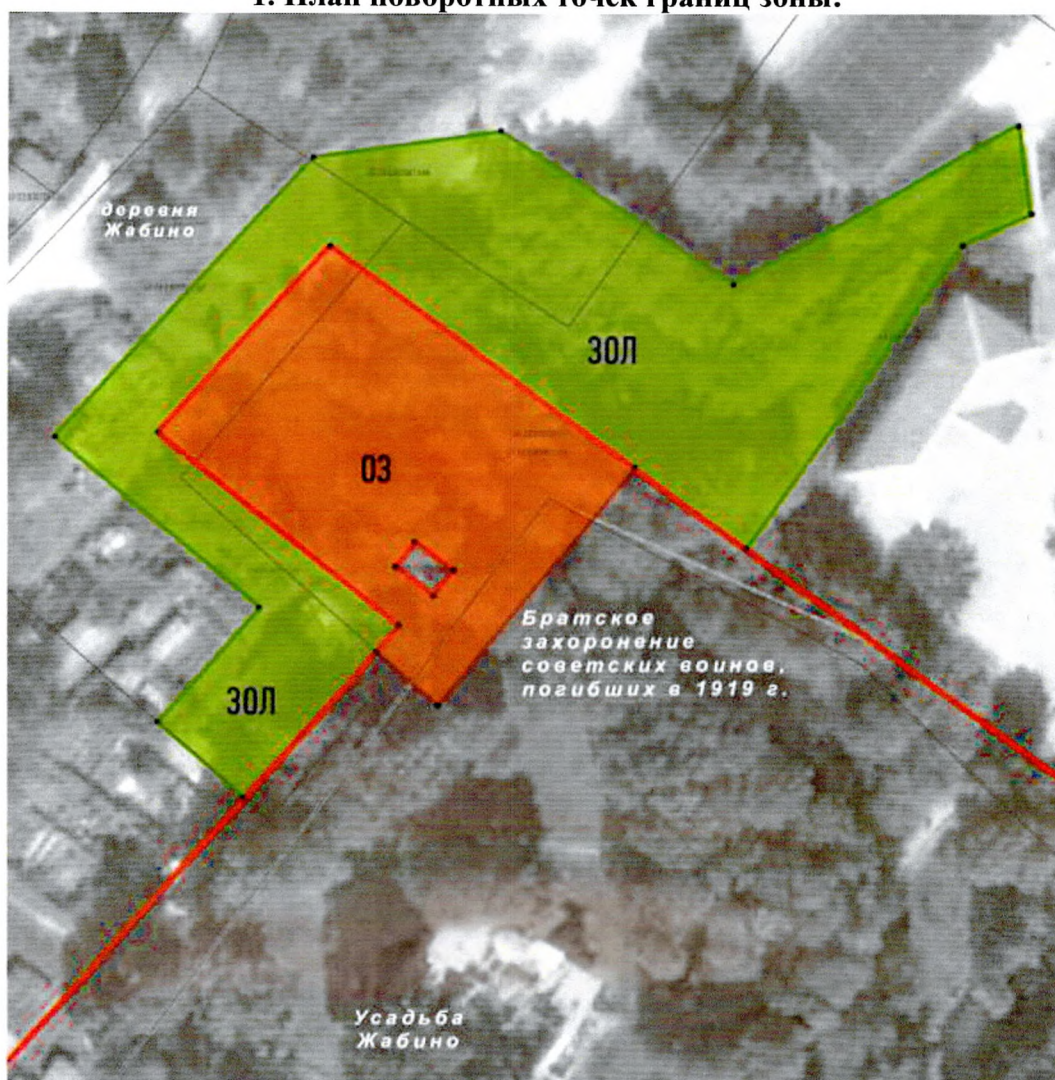 1. План поворотных точек границ зоны:
деревня
Жабино
ЗОЛ
ОЗ
Братское
захоронение
советских воинов,
погибших в 1919 г.
ЗОЛ
Усадьба
Жабино